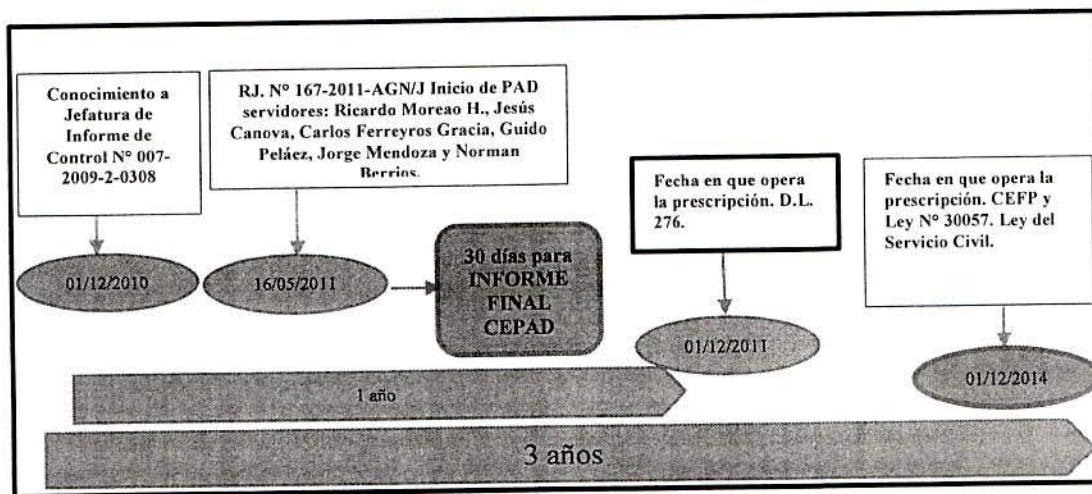 Conocimiento a
Jefatura de
Informe de
Control N° 007-
2009-2-0308
RJ. N° 167-2011-AGN/J Inicio de PAD
servidores: Ricardo Moreao H., Jesús
Canova, Carlos Ferreyros Gracia, Guido
Peláez, Jorge Mendoza y Norman
Berrios.
Fecha en que opera
la prescripción. D.L.
276.
Fecha en que opera la
prescripción. CEFP y
Ley N° 30057. Ley del
Servicio Civil.
01/12/2010
16/05/2011
30 días para
INFORME
FINAL
CEPAD
01/12/2011
01/12/2014
1 año
3 años